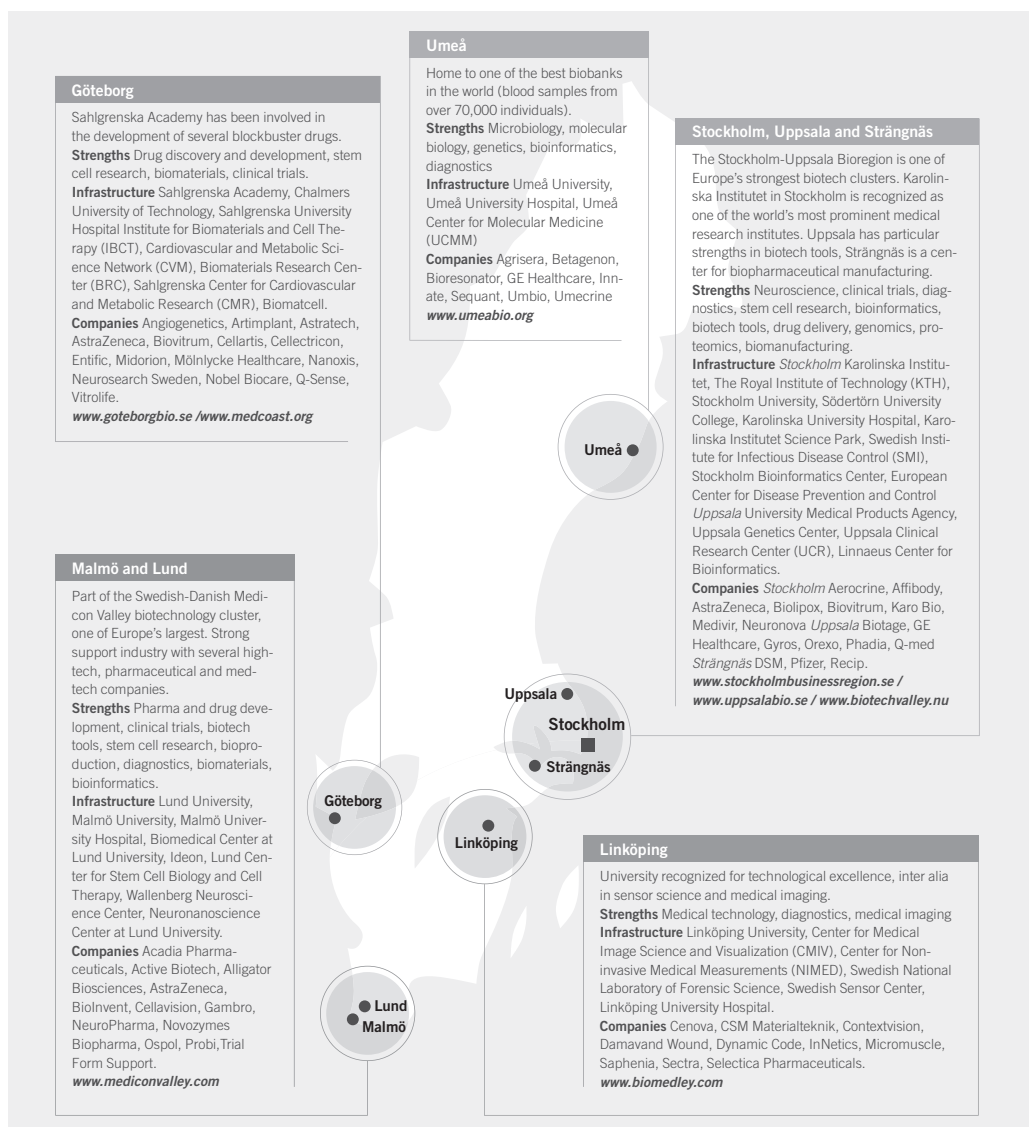 Göteborg
Sahlgrenska Academy has been involved in
the development of several blockbuster drugs.
Strengths Drug discovery and development, stem
cell research, biomaterials, clinical trials.
Infrastructure Sahlgrenska Academy, Chalmers
University of Technology, Sahlgrenska University
Hospital Institute for Biomaterials and Cell The-
rapy (IBCT), Cardiovascular and Metabolic Sci-
ence Network (CVM), Biomaterials Research Cen-
ter (BRC), Sahlgrenska Center for Cardiovascular
and Metabolic Research (CMR), Biomatcell.
Companies Angiogenetics, Artimplant, Astratech,
AstraZeneca, Biovitrum, Cellartis, Cellectricon,
Entific, Midorion, Mölnlycke Healthcare, Nanoxis,
Neurosearch Sweden, Nobel Biocare, Q-Sense,
Vitrolife.
www.goteborgbio.se /www.medcoast.org
Umeå
Home to one of the best biobanks
in the world (blood samples from
over 70,000 individuals).
Strengths Microbiology, molecular
biology, genetics, bioinformatics,
diagnostics
Infrastructure Umeå University,
Umeå University Hospital, Umeå
Center for Molecular Medicine
(UCMM)
Companies Agrisera, Betagenon,
Bioresonator, GE Healthcare, Inn-
ate, Sequant, Umbio, Umecrine
www.umeabio.org
Stockholm, Uppsala and Strängnäs
The Stockholm-Uppsala Bioregion is one of
Europe's strongest biotech clusters. Karolin-
ska Institutet in Stockholm is recognized as
one of the world's most prominent medical
research institutes. Uppsala has particular
strengths in biotech tools, Strängnäs is a cen-
ter for biopharmaceutical manufacturing.
Strengths Neuroscience, clinical trials, diag-
nostics, stem cell research, bioinformatics,
biotech tools, drug delivery, genomics, pro-
teomics, biomanufacturing.
Infrastructure Stockholm Karolinska Institu-
tet, The Royal Institute of Technology (KTH),
Stockholm University, Södertörn University
College, Karolinska University Hospital, Karo-
linska Institutet Science Park, Swedish Insti-
tute for Infectious Disease Control (SMI),
Stockholm Bioinformatics Center, European
Center for Disease Prevention and Control
Uppsala University Medical Products Agency,
Uppsala Genetics Center, Uppsala Clinical
Research Center (UCR), Linnaeus Center for
Bioinformatics.
Companies Stockholm Aerocrine, Affibody,
AstraZeneca, Biolipox, Biovitrum, Karo Bio,
Medivir, Neuronova Uppsala Biotage, GE
Healthcare, Gyros, Orexo, Phadia, Q-med
Strängnäs DSM, Pfizer, Recip.
www.stockholmbusinessregion.se /
www.uppsalabio.se / www.biotechvalley.nu
Malmö and Lund
Part of the Swedish-Danish Medi-
con Valley biotechnology cluster,
one of Europe's largest. Strong
support industry with several high-
tech, pharmaceutical and med-
tech companies.
Strengths Pharma and drug deve-
lopment, clinical trials, biotech
tools, stem cell research, biopro-
duction, diagnostics, biomaterials,
bioinformatics.
Infrastructure Lund University,
Malmö University, Malmö Univer-
sity Hospital, Biomedical Center at
Lund University, Ideon, Lund Cen-
ter for Stem Cell Biology and Cell
Therapy, Wallenberg Neurosci-
ence Center, Neuronanoscience
Center at Lund University.
Companies Acadia Pharma-
ceuticals, Active Biotech, Alligator
Biosciences, AstraZeneca,
BioInvent, Cellavision, Gambro,
NeuroPharma, Novozymes
Biopharma, Ospol, Probi,Trial
Form Support.
www.mediconvalley.com
Umeå
Uppsala
Stockholm
Strängnäs
Göteborg
Linköping
Lund
Malmö
Linköping
University recognized for technological excellence, inter alia
in sensor science and medical imaging.
Strengths Medical technology, diagnostics, medical imaging
Infrastructure Linköping University, Center for Medical
Image Science and Visualization (CMIV), Center for Non-
invasive Medical Measurements (NIMED), Swedish National
Laboratory of Forensic Science, Swedish Sensor Center,
Linköping University Hospital.
Companies Cenova, CSM Materialteknik, Contextvision,
Damavand Wound, Dynamic Code, InNetics, Micromuscle,
Saphenia, Sectra, Selectica Pharmaceuticals.
www.biomedley.com